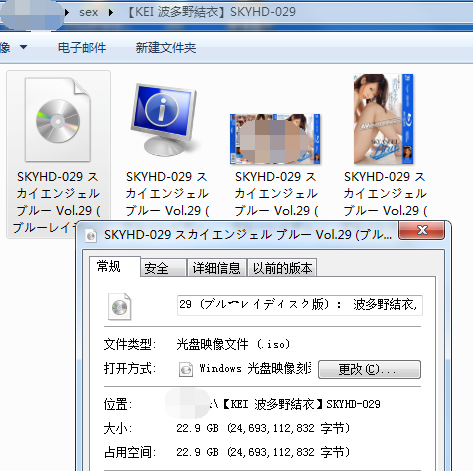 sex ▸ 【KEI 波多野結衣】SKYHD-029
像 电子邮件 新建文件夹
SKYHD-029 ス
カイエンジェル
ブルー Vol.29 (
ブルーレイデ
SKYHD-029 ス
カイエンジェル
ブルー Vol.29 (
SKYHD-029 ス
カイエンジェル
ブルー Vol.29 (
SKYHD-029 ス
カイエンジェル
ブルー Vol.29 (
SKYHD-029 スカイエンジェル ブルー Vol.29 (ブル...
常规 安全 详细信息 以前的版本
29 (ブルーレイディスク版) : 波多野結衣,
文件类型: 光盘映像文件 (.iso)
打开方式: Windows 光盘映像刻 更改(C)...
位置: :\【KEI 波多野結衣】SKYHD-029
大小: 22.9 GB (24,693,112,832 字节)
占用空间: 22.9 GB (24,693,112,832 字节)